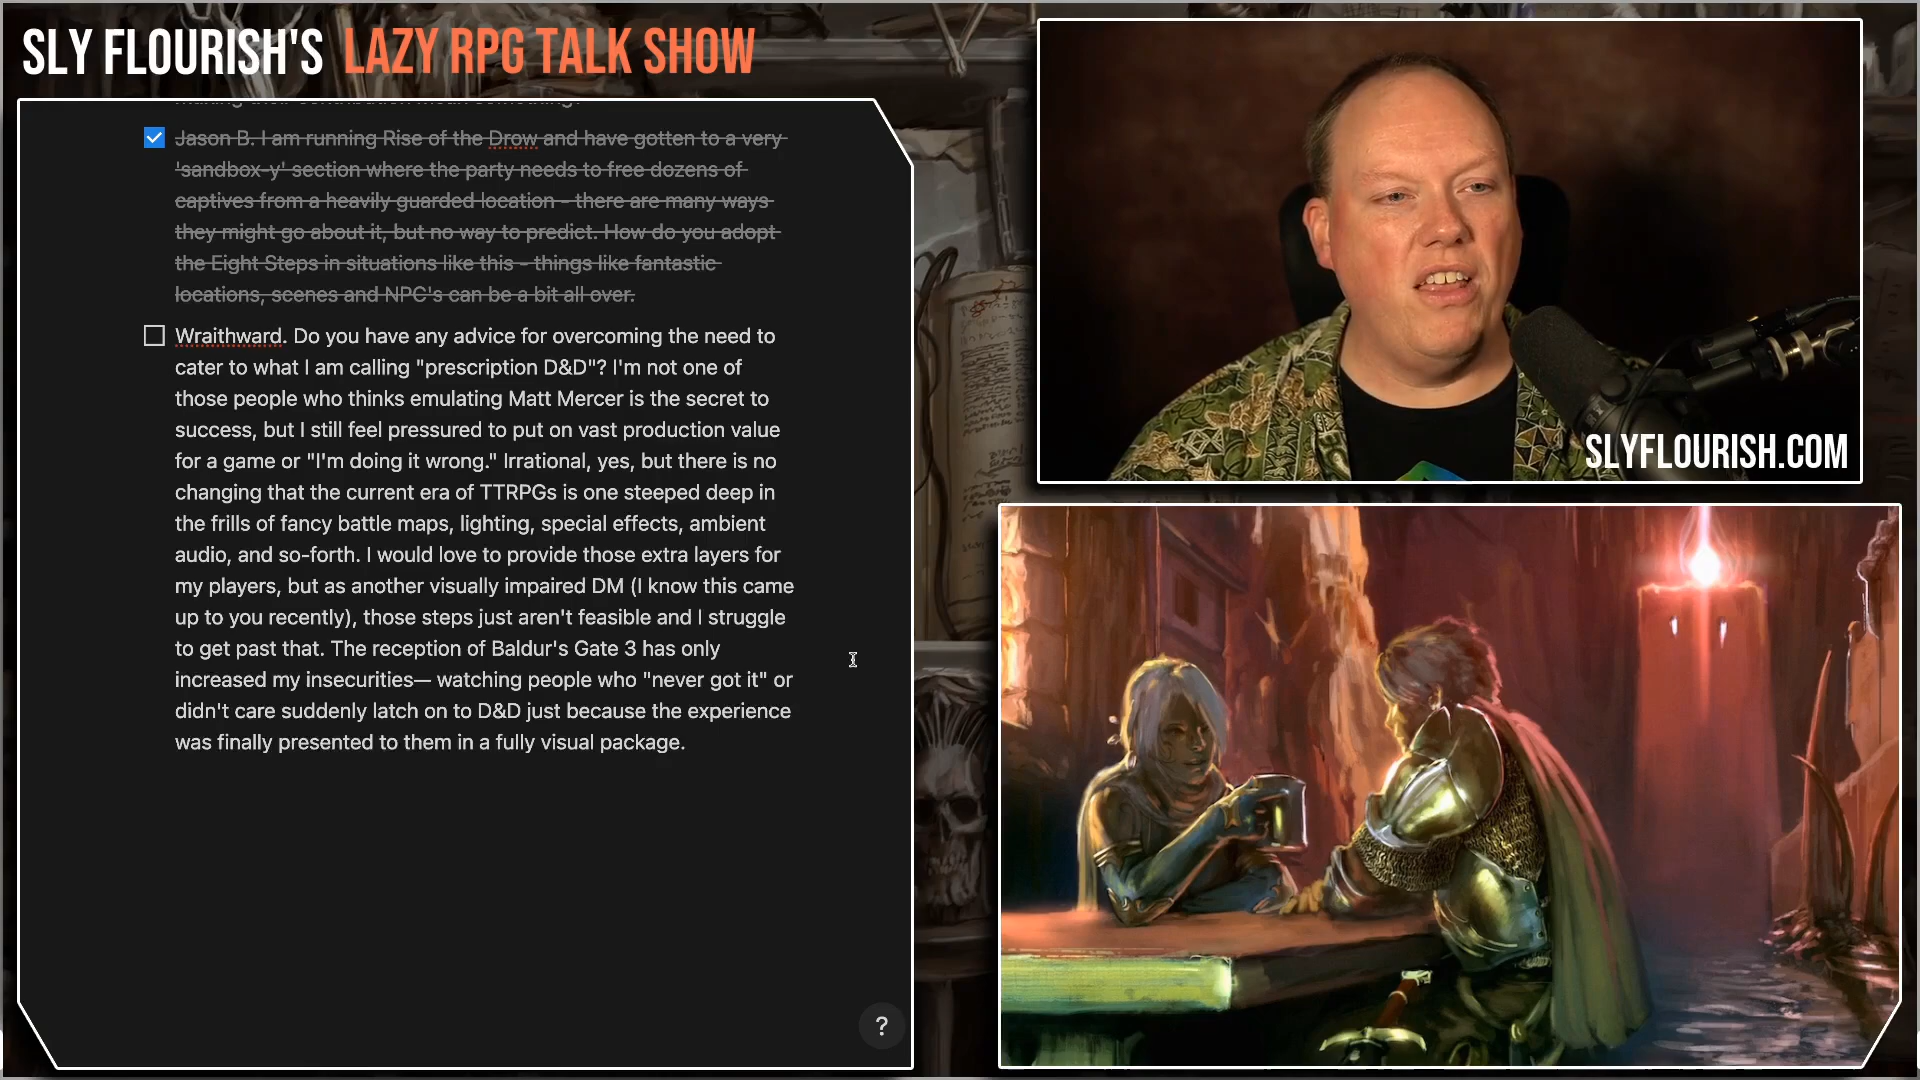 SLY FLOURISH'S LAZY RPG TALK SHOW
making their contribution mean something?
Jason B. I am running Rise of the Drow and have gotten to a very
'sandbox-y' section where the party needs to free dozens of
captives from a heavily guarded location - there are many ways
they might go about it, but no way to predict. How do you adopt
the Eight Steps in situations like this - things like fantastic
locations, scenes and NPC's can be a bit all over.
Wraithward. Do you have any advice for overcoming the need to
cater to what I am calling "prescription D&D"? I'm not one of
those people who thinks emulating Matt Mercer is the secret to
success, but I still feel pressured to put on vast production value
for a game or "I'm doing it wrong." Irrational, yes, but there is no
changing that the current era of TTRPGs is one steeped deep in
the frills of fancy battle maps, lighting, special effects, ambient
audio, and so-forth. I would love to provide those extra layers for
my players, but as another visually impaired DM (I know this came
up to you recently), those steps just aren't feasible and I struggle
to get past that. The reception of Baldur's Gate 3 has only
increased my insecurities— watching people who "never got it" or
didn't care suddenly latch on to D&D just because the experience
was finally presented to them in a fully visual package.
?
SLYFLOURISH.COM